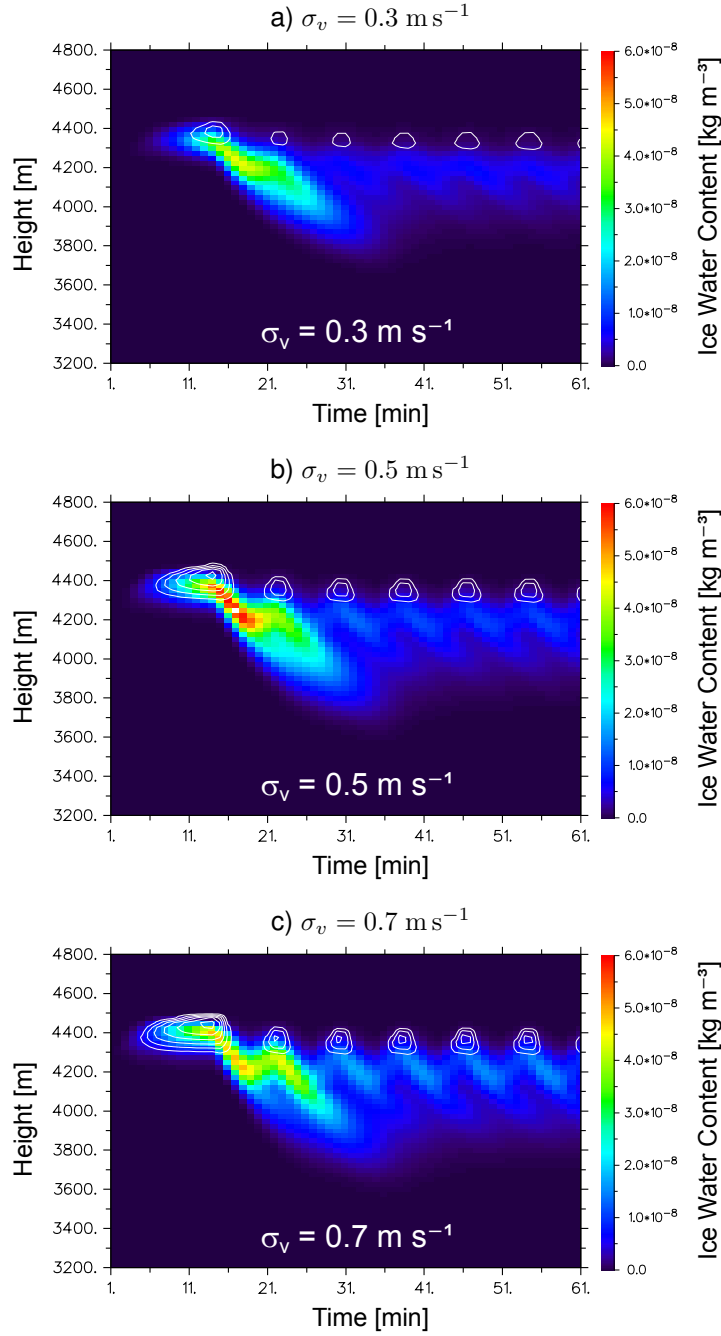 a) σᵥ = 0.3 m s⁻¹
4800.
4600.
4400.
4200.
4000.
3800.
3600.
3400.
3200.
Height [m]
σᵥ = 0.3 m s⁻¹
1. 11. 21. 31. 41. 51. 61.
Time [min]
6.0*10⁻⁸
5.0*10⁻⁸
4.0*10⁻⁸
3.0*10⁻⁸
2.0*10⁻⁸
1.0*10⁻⁸
0.0
Ice Water Content [kg m⁻³]
b) σᵥ = 0.5 m s⁻¹
4800.
4600.
4400.
4200.
4000.
3800.
3600.
3400.
3200.
Height [m]
σᵥ = 0.5 m s⁻¹
1. 11. 21. 31. 41. 51. 61.
Time [min]
6.0*10⁻⁸
5.0*10⁻⁸
4.0*10⁻⁸
3.0*10⁻⁸
2.0*10⁻⁸
1.0*10⁻⁸
0.0
Ice Water Content [kg m⁻³]
c) σᵥ = 0.7 m s⁻¹
4800.
4600.
4400.
4200.
4000.
3800.
3600.
3400.
3200.
Height [m]
σᵥ = 0.7 m s⁻¹
1. 11. 21. 31. 41. 51. 61.
Time [min]
6.0*10⁻⁸
5.0*10⁻⁸
4.0*10⁻⁸
3.0*10⁻⁸
2.0*10⁻⁸
1.0*10⁻⁸
0.0
Ice Water Content [kg m⁻³]